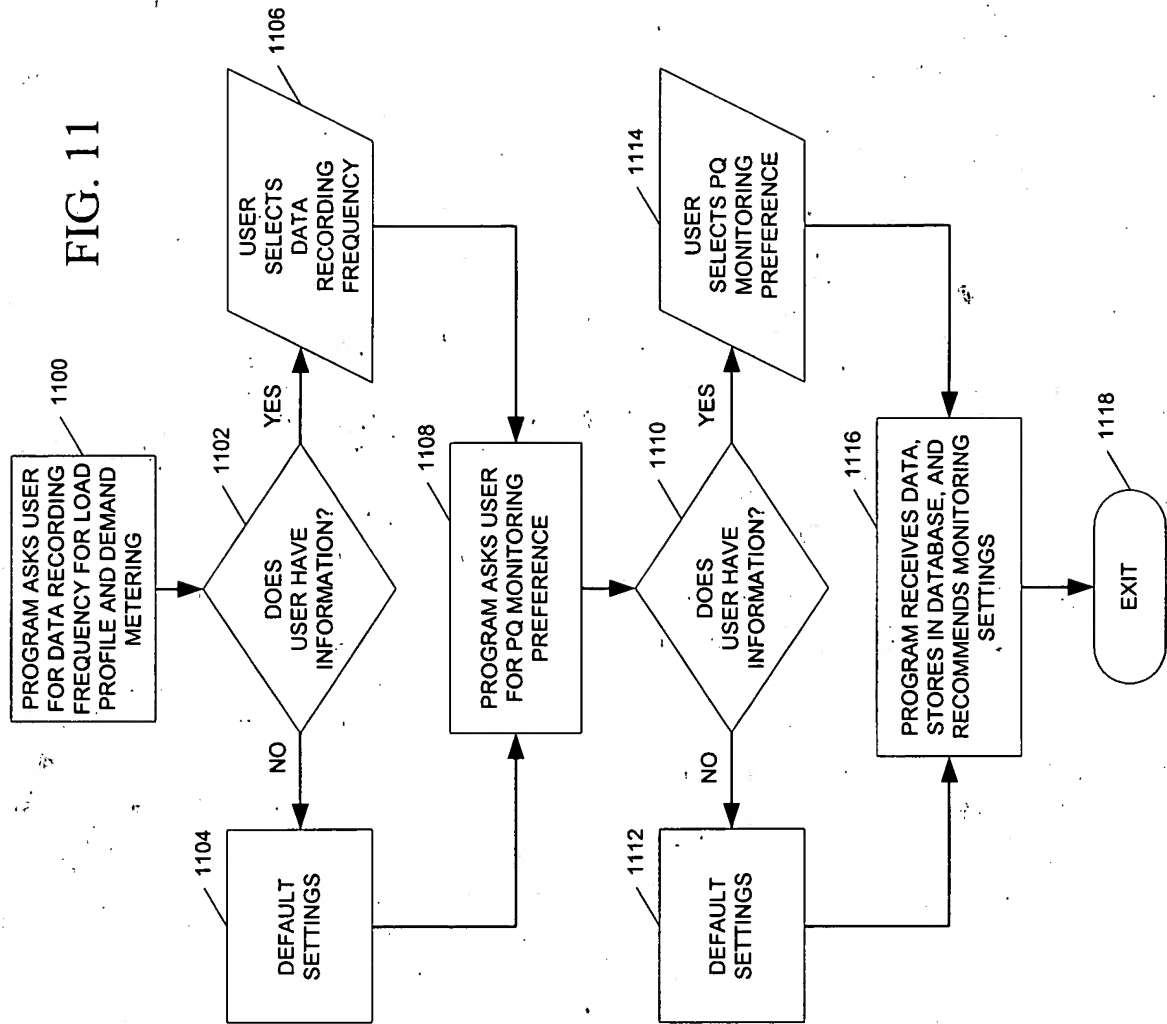 FIG. 11
1100
PROGRAM ASKS USER
FOR DATA RECORDING
FREQUENCY FOR LOAD
PROFILE AND DEMAND
METERING
1102
DOES
USER HAVE
INFORMATION?
NO
YES
1104
DEFAULT
SETTINGS
1106
USER
SELECTS
DATA
RECORDING
FREQUENCY
1108
PROGRAM ASKS USER
FOR PQ MONITORING
PREFERENCE
1110
DOES
USER HAVE
INFORMATION?
NO
YES
1112
DEFAULT
SETTINGS
1114
USER
SELECTS PQ
MONITORING
PREFERENCE
1116
PROGRAM RECEIVES DATA,
STORES IN DATABASE, AND
RECOMMENDS MONITORING
SETTINGS
1118
EXIT